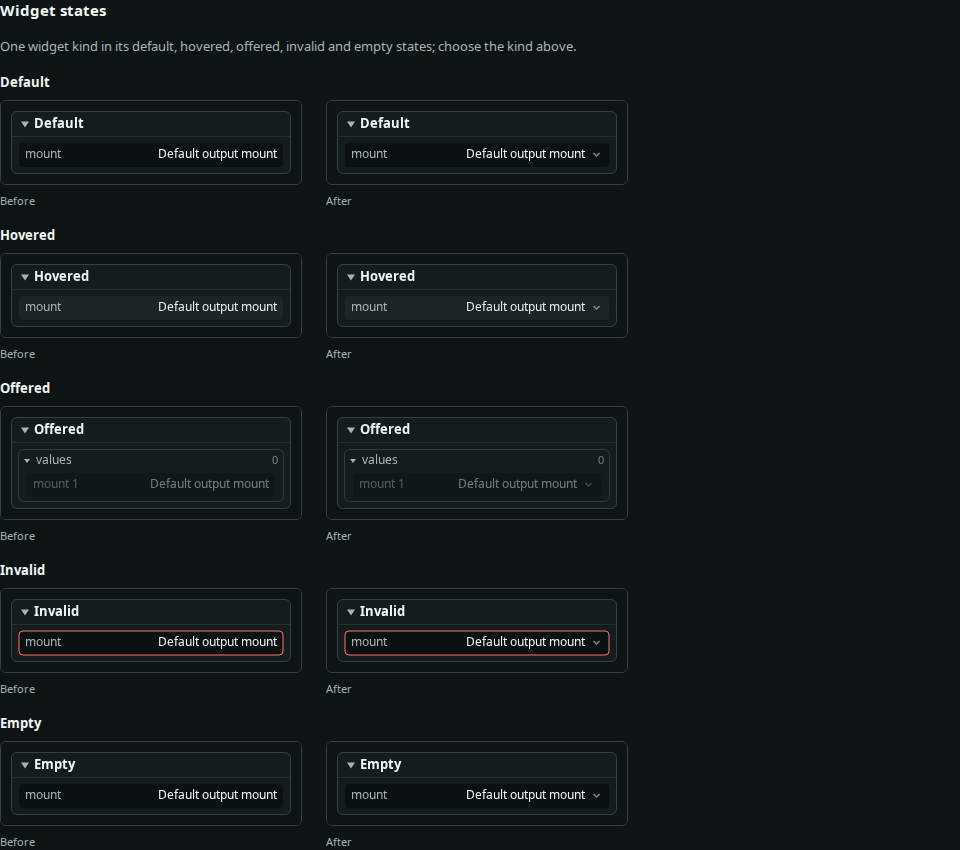 Widget states
One widget kind in its default, hovered, offered, invalid and empty states; choose the kind above.
Default
Default Default
mount Default output mount mount Default output mount
Before After
Hovered
Hovered Hovered
mount Default output mount mount Default output mount
Before After
Offered
Offered Offered
values 0 values 0
mount 1 Default output mount mount 1 Default output mount
Before After
Invalid
Invalid Invalid
mount Default output mount mount Default output mount
Before After
Empty
Empty Empty
mount Default output mount mount Default output mount
Before After